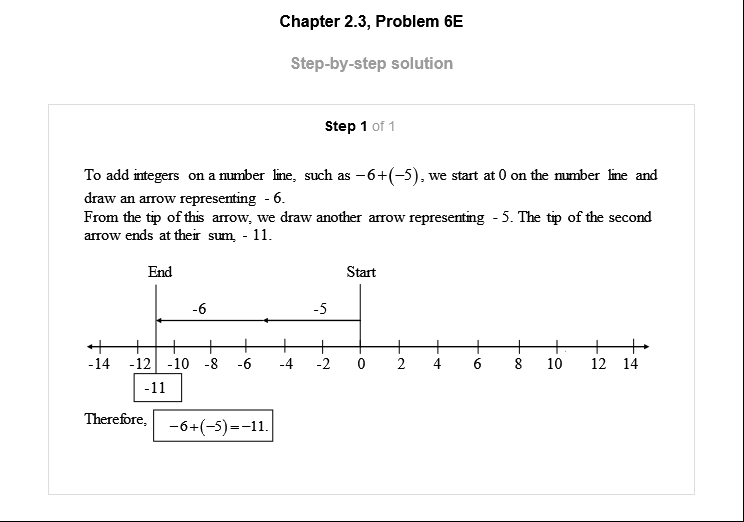 Chapter 2.3, Problem 6E
Step-by-step solution
Step 1 of 1
To add integers on a number line, such as −6+(−5), we start at 0 on the number line and
draw an arrow representing - 6.
From the tip of this arrow, we draw another arrow representing - 5. The tip of the second
arrow ends at their sum, - 11.
End Start
-6 -5
-14 -12 -10 -8 -6 -4 -2 0 2 4 6 8 10 12 14
-11
Therefore, −6+(−5)=−11.